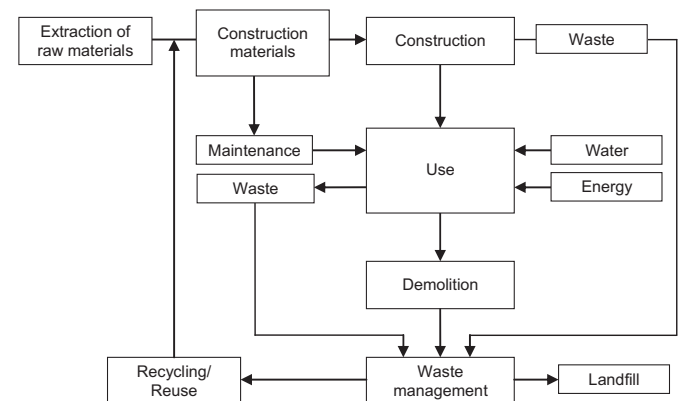 Extraction of
raw materials
Construction
materials
Construction
Waste
Maintenance
Use
Water
Waste
Energy
Demolition
Recycling/
Reuse
Waste
management
Landfill